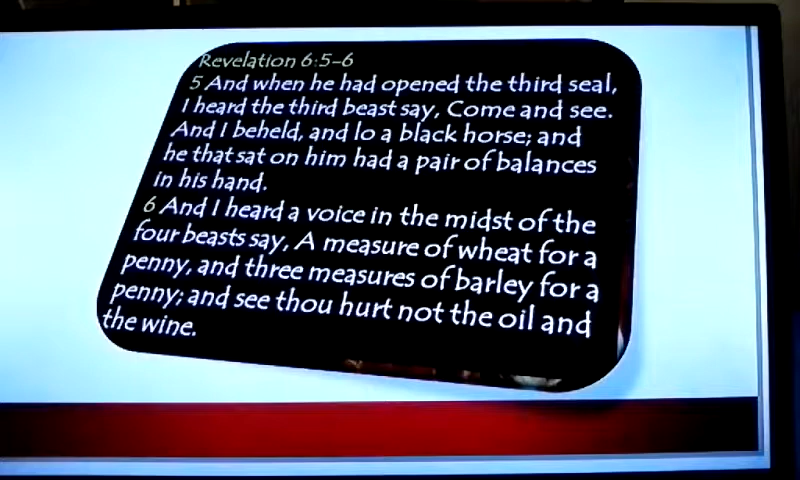 Revelation 6:5-6
5 And when he had opened the third seal,
I heard the third beast say, Come and see.
And I beheld, and lo a black horse; and
he that sat on him had a pair of balances
in his hand.
6 And I heard a voice in the midst of the
four beasts say, A measure of wheat for a
penny, and three measures of barley for a
penny; and see thou hurt not the oil and
the wine.